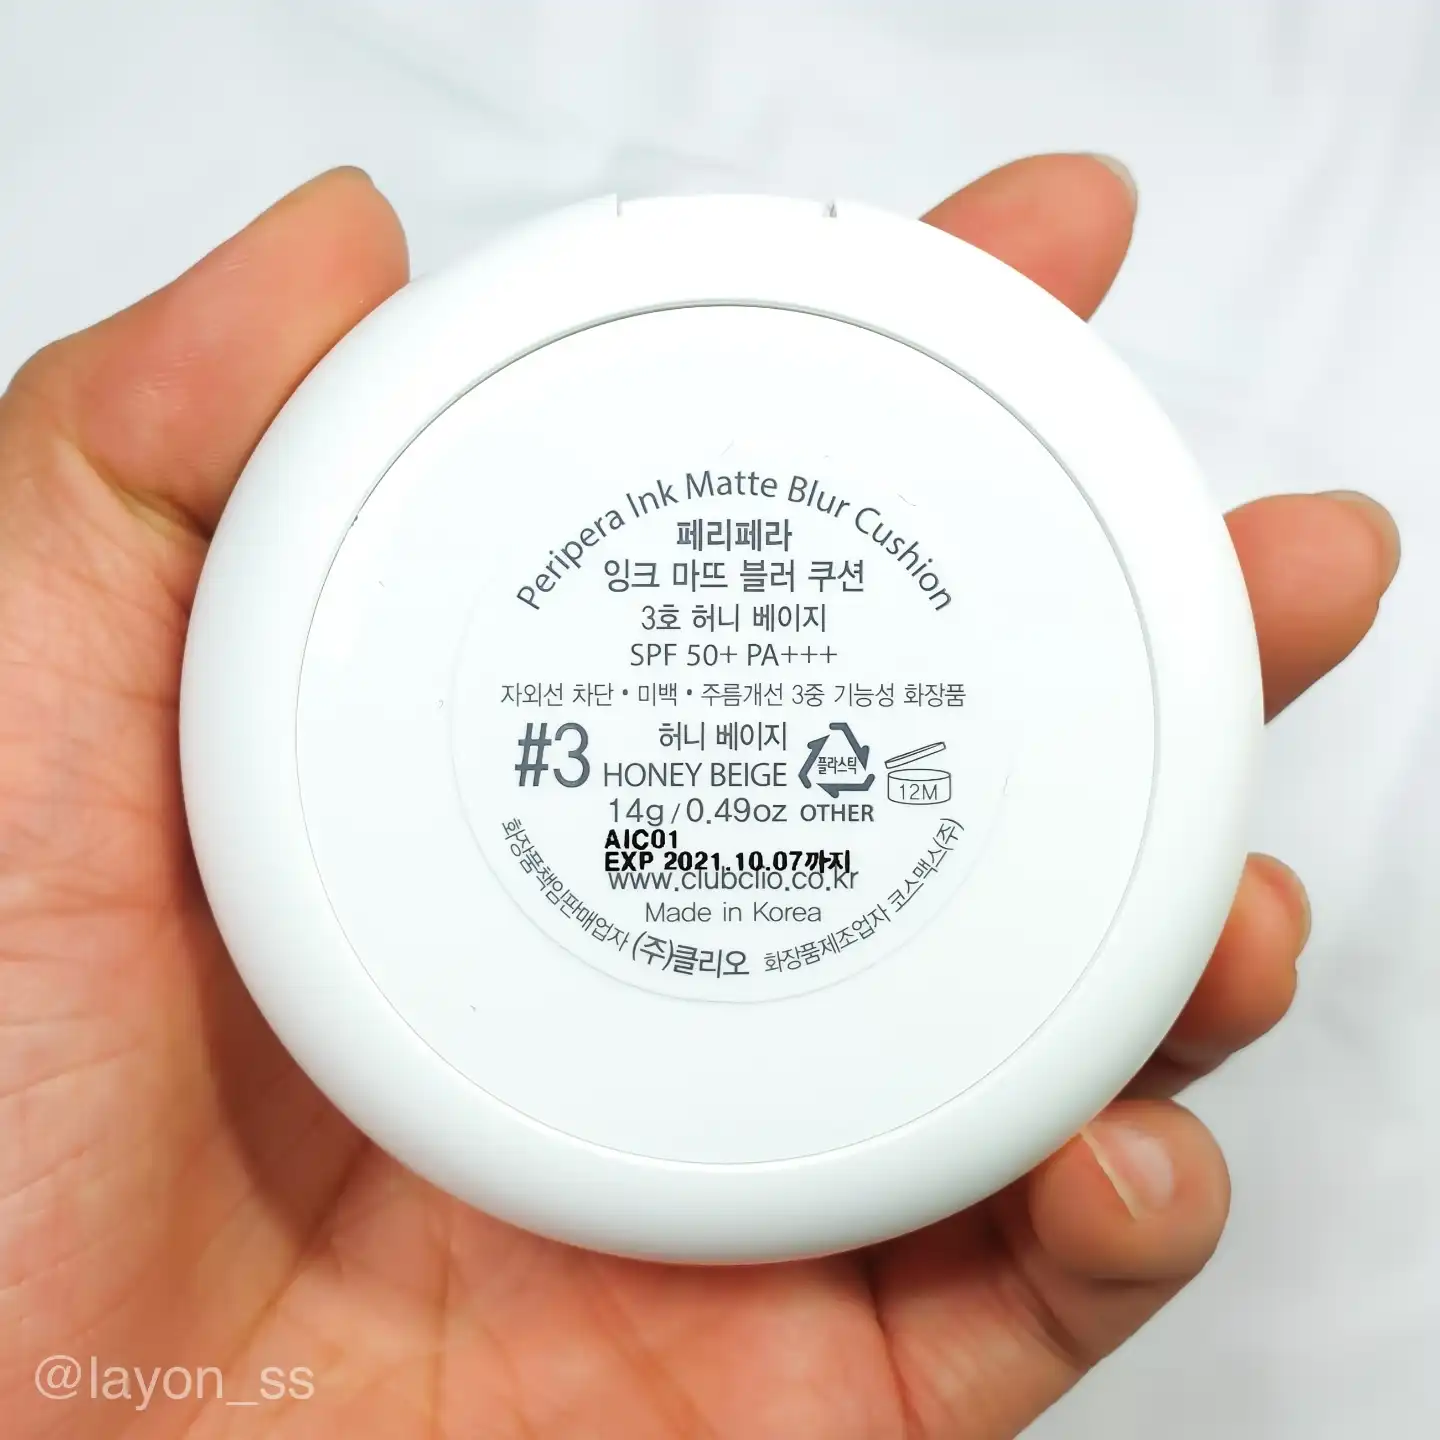 Peripera Ink Matte Blur Cushion
페리페라
잉크 마뜨 블러 쿠션
3호 허니 베이지
SPF 50+ PA+++
자외선 차단 • 미백 • 주름개선 3중 기능성 화장품
#3
허니 베이지
HONEY BEIGE
14g / 0.49oz
플라스틱
OTHER
12M
AIC01
EXP 2021.10.07까지
www.clubclio.co.kr
Made in Korea
화장품책임판매업자 (주)클리오 화장품제조업자 코스맥스(주)
@layon_ss